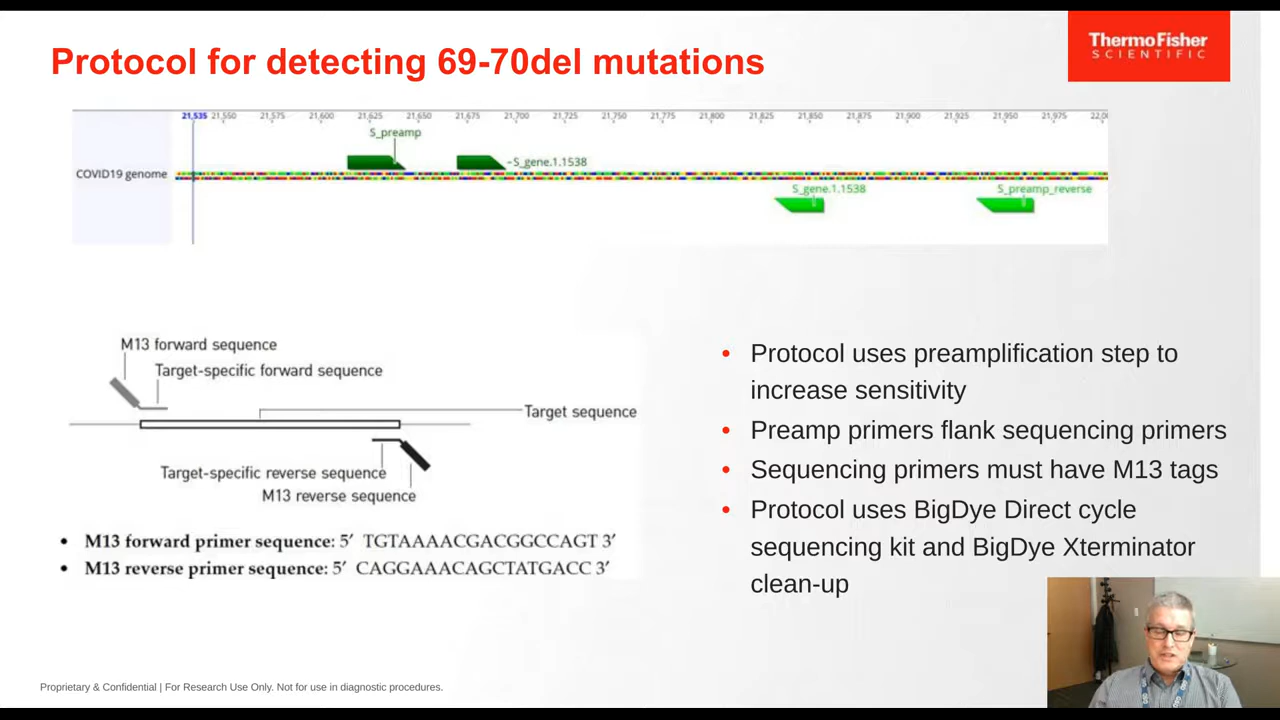 Protocol for detecting 69-70del mutations
ThermoFisher
SCIENTIFIC
21,535 21,550 21,575 21,600 21,625 21,650 21,675 21,700 21,725 21,750 21,775 21,800 21,825 21,850 21,875 21,900 21,925 21,950 21,975 22,00
S_preamp
S_gene.1.1538
COVID19 genome
S_gene.1.1538
S_preamp_reverse
M13 forward sequence
Target-specific forward sequence
Target sequence
Target-specific reverse sequence
M13 reverse sequence
• M13 forward primer sequence: 5′ TGTAAAACGACGGCCAGT 3′
• M13 reverse primer sequence: 5′ CAGGAAACAGCTATGACC 3′
• Protocol uses preamplification step to
increase sensitivity
• Preamp primers flank sequencing primers
• Sequencing primers must have M13 tags
• Protocol uses BigDye Direct cycle
sequencing kit and BigDye Xterminator
clean-up
Proprietary & Confidential | For Research Use Only. Not for use in diagnostic procedures.